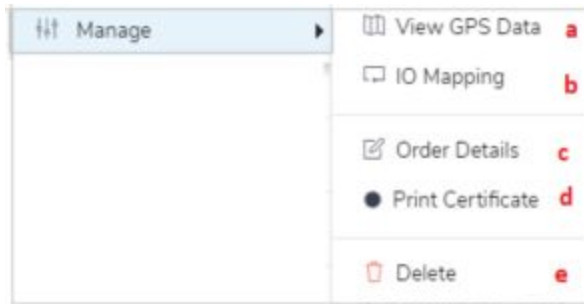 Manage
View GPS Data a
IO Mapping b
Order Details c
Print Certificate d
Delete e